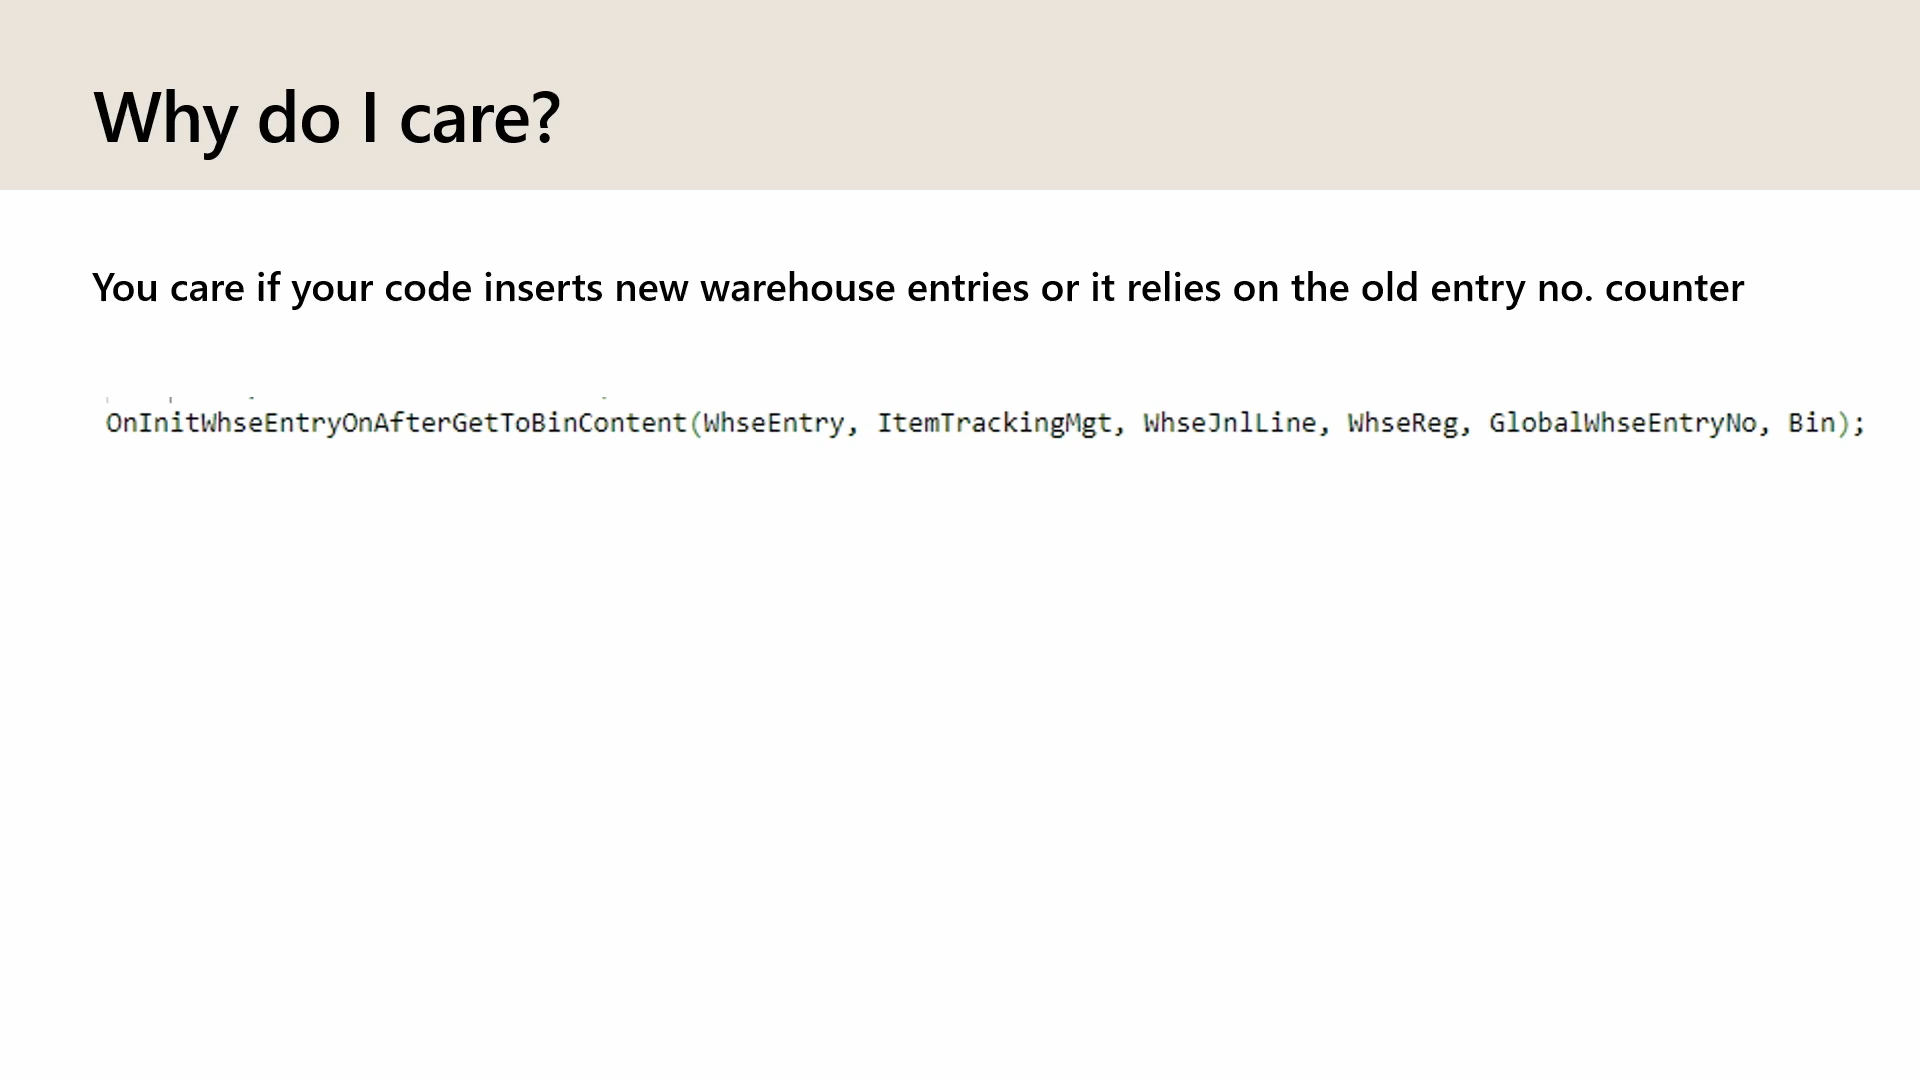 Why do I care?
You care if your code inserts new warehouse entries or it relies on the old entry no. counter
OnInitWhseEntryOnAfterGetToBinContent(WhseEntry, ItemTrackingMgt, WhseJnlLine, WhseReg, GlobalWhseEntryNo, Bin);